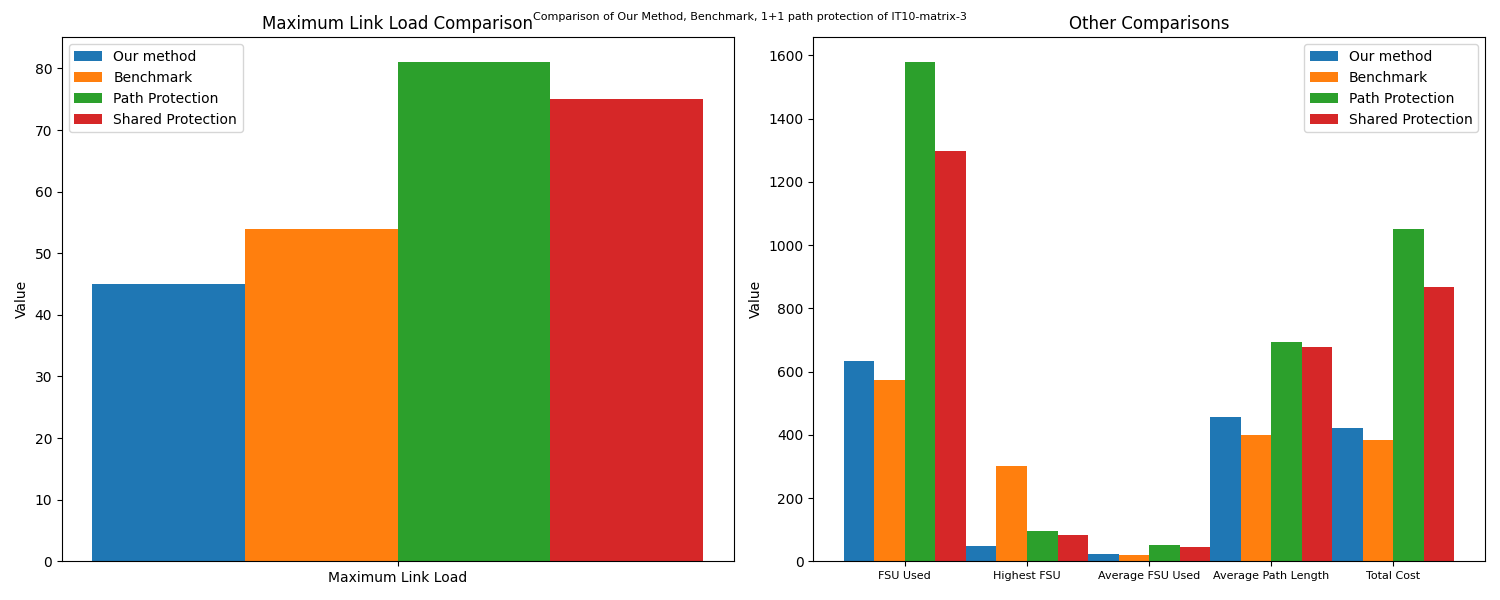 Comparison of Our Method, Benchmark, 1+1 path protection of IT10-matrix-3
Maximum Link Load Comparison
Our method
Benchmark
Path Protection
Shared Protection
Value
80
70
60
50
40
30
20
10
0
Maximum Link Load
Other Comparisons
Our method
Benchmark
Path Protection
Shared Protection
Value
1600
1400
1200
1000
800
600
400
200
0
FSU Used
Highest FSU
Average FSU Used
Average Path Length
Total Cost